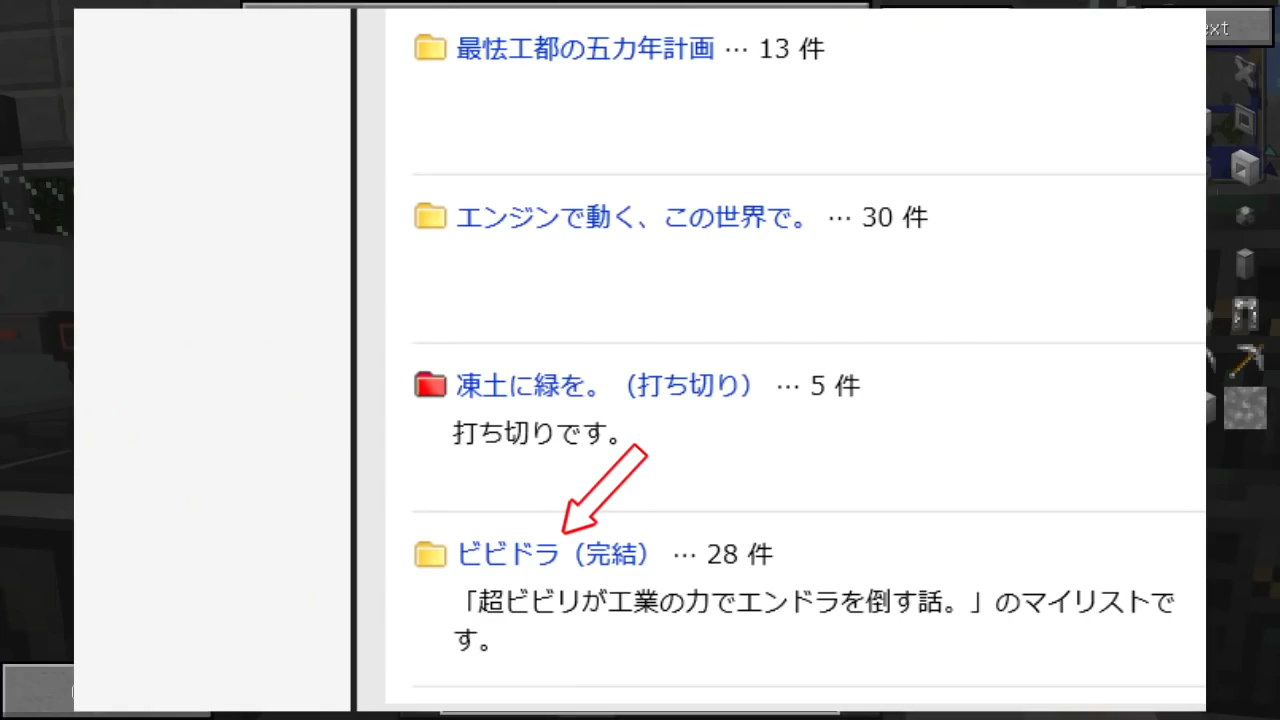 最怯工都の五力年計画 … 13 件
ext
エンジンで動く、この世界で。 … 30 件
凍土に緑を。（打ち切り） … 5 件
打ち切りです。
ビビドラ（完結） … 28 件
「超ビビリが工業の力でエンドラを倒す話。」のマイリストで
す。